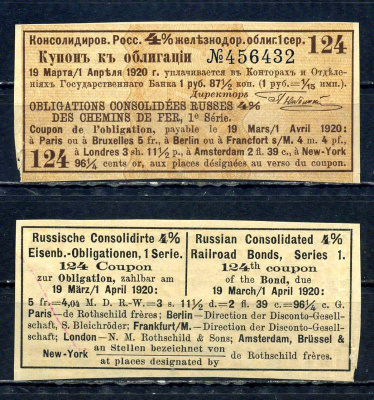 Консолидиров. Росс. 4% желѣзнодор. облиг. 1 сер. 124
Купонъ къ облигаціи №456432
19 Марта/1 Апрѣля 1920 г. уплачивается въ Конторахъ и Отдѣле-
ніяхъ Государственнаго Банка 1 руб. 87½ коп. (1 руб.=1/15 имп.)
Директоръ
OBLIGATIONS CONSOLIDÉES RUSSES 4%
DES CHEMINS DE FER, 1e Série.
Coupon de l'obligation, payable le 19 Mars/1 Avril 1920:
à Paris ou à Bruxelles 5 fr., à Berlin ou à Francfort s/M. 4 m. 4 pf.,
à Londres 3 sh. 11½ p., à Amsterdam 2 fl. 39 c., à New-York
124 96¼ cents or, aux places désignées au verso du coupon.
Russische Consolidirte 4%
Eisenb.-Obligationen, 1 Serie.
124 Coupon
zur Obligation, zahlbar am
19 März/1 April 1920:
Russian Consolidated 4%
Railroad Bonds, Series 1.
124th coupon
of the Bond, due
19 March/1 April 1920:
5 fr.=4,04 M. D. R.-W.=3 s. 11½ d.=2 fl. 39 c.=96¼ c. G.
Paris—de Rothschild frères; Berlin—Direction der Disconto-Gesell-
schaft, S. Bleichröder; Frankfurt/M.—Direction der Disconto-Gesell-
schaft; London—N. M. Rothschild & Sons; Amsterdam, Brüssel &
New-York an Stellen bezeichnet von de Rothschild frères.
at places designated by